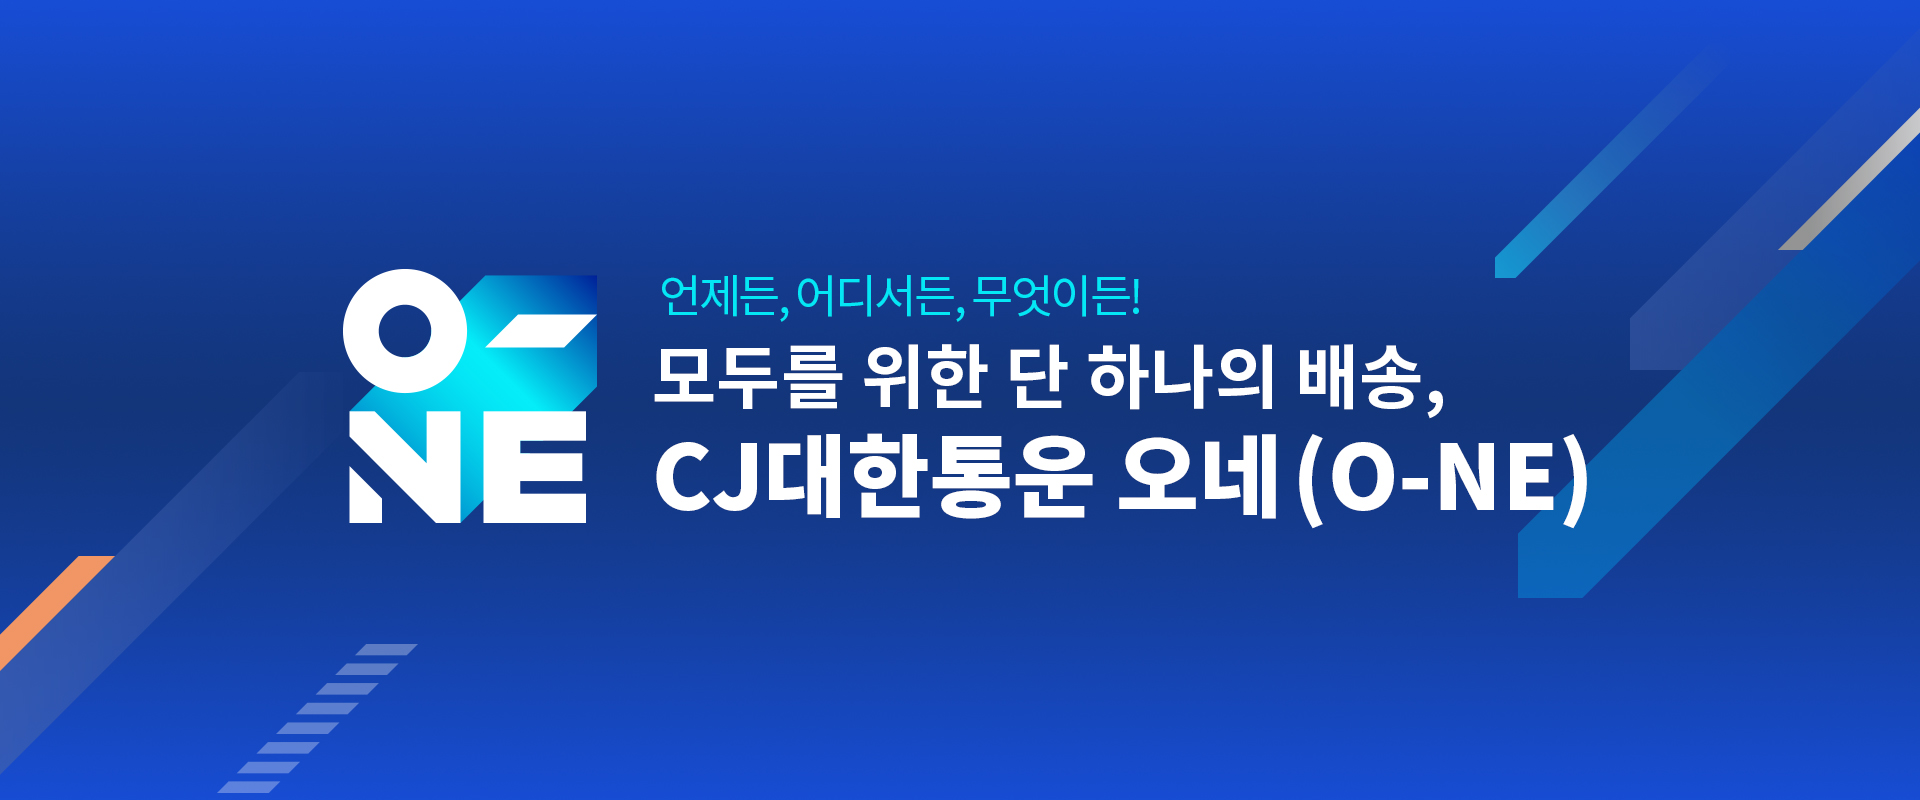 O-
NE
언제든, 어디서든, 무엇이든!
모두를 위한 단 하나의 배송,
CJ대한통운 오네(O-NE)